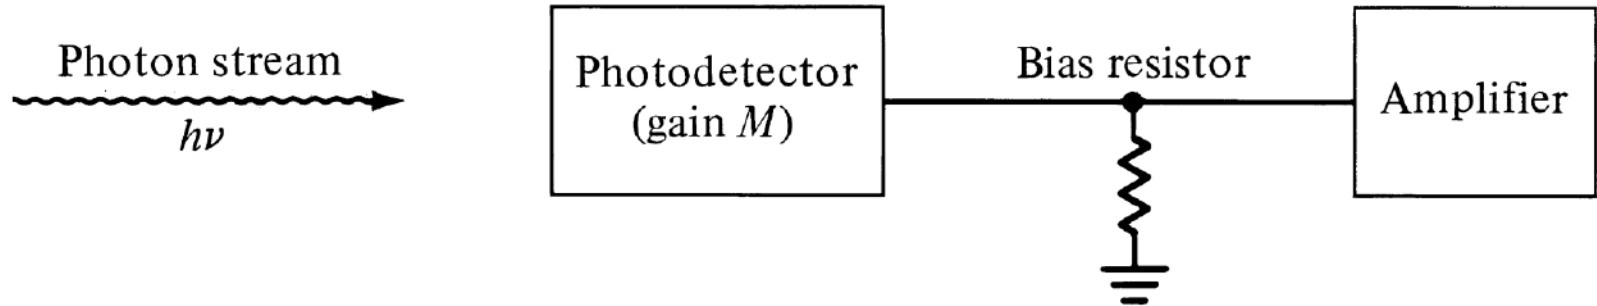 Photon stream
hν
Photodetector
(gain M)
Bias resistor
Amplifier